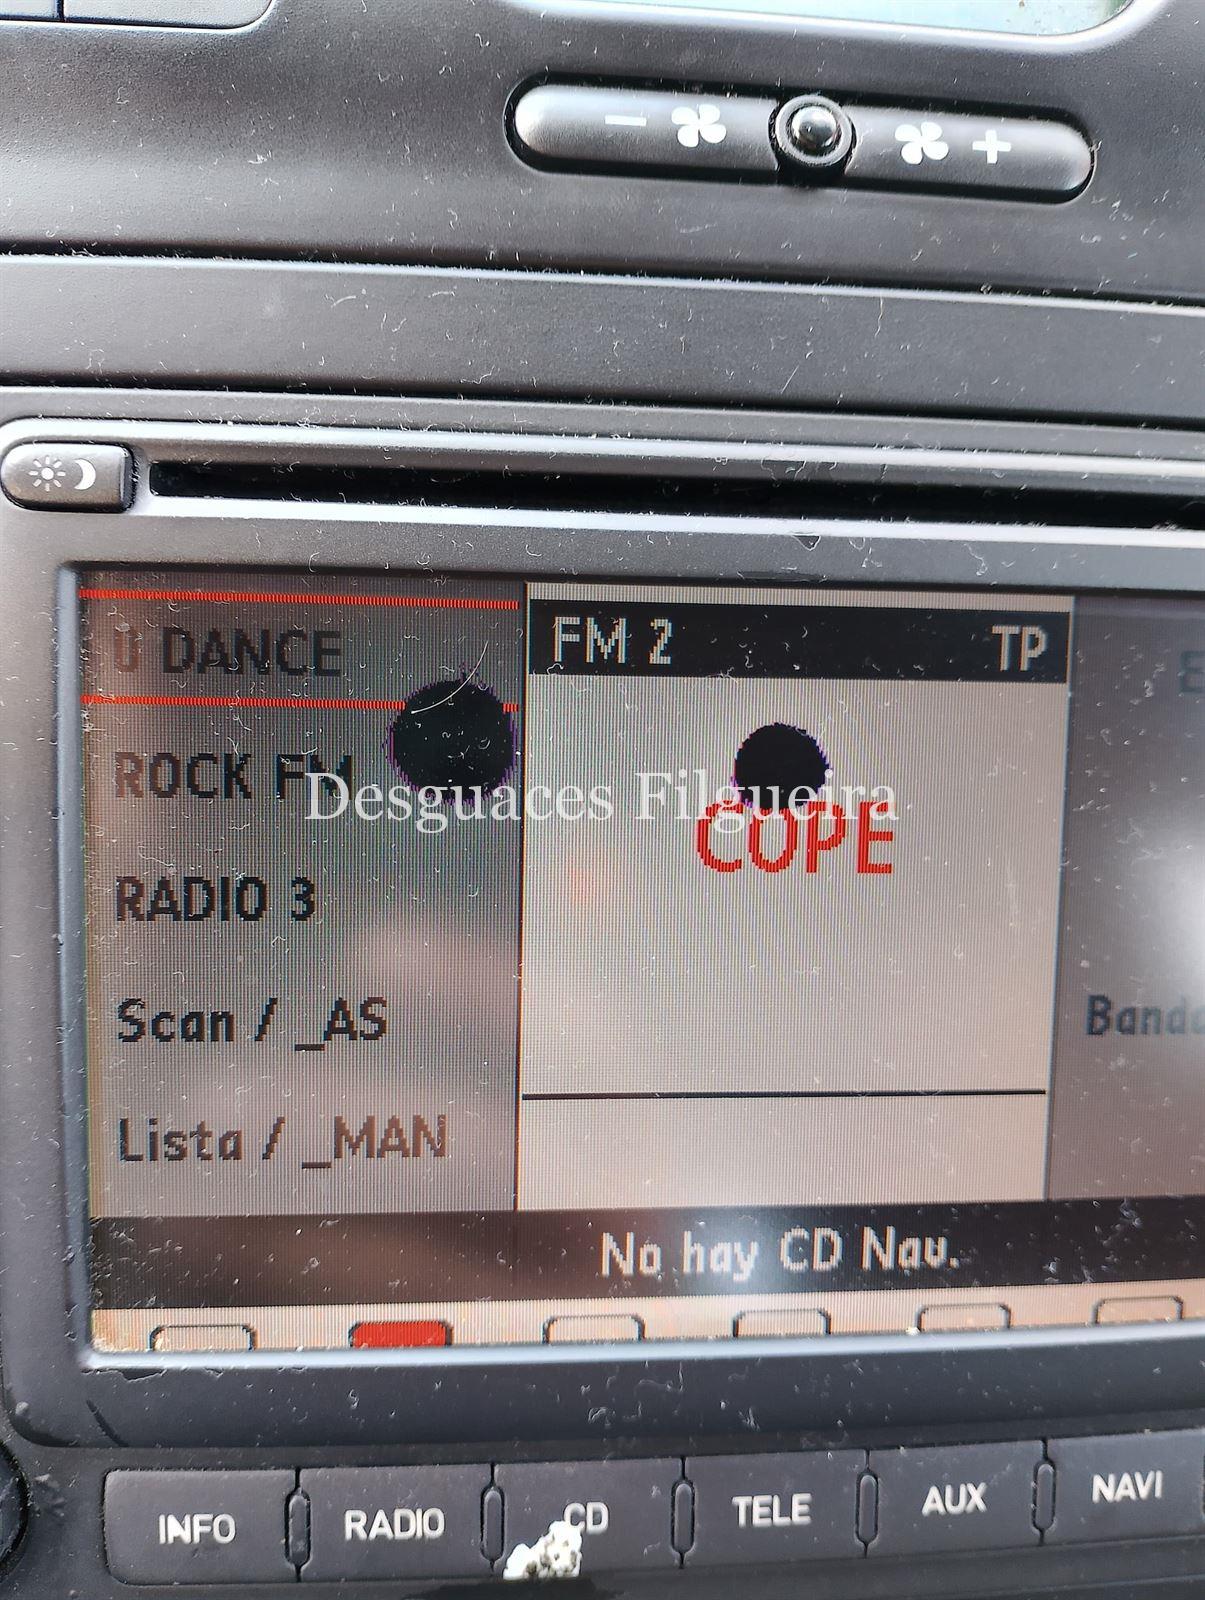 U DANCE
FM 2
TP
ROCK FM
Desguaces Filgueira
COPE
RADIO 3
Scan / _AS
Lista / _MAN
No hay CD Nav.
INFO
RADIO
CD
TELE
AUX
NAVI